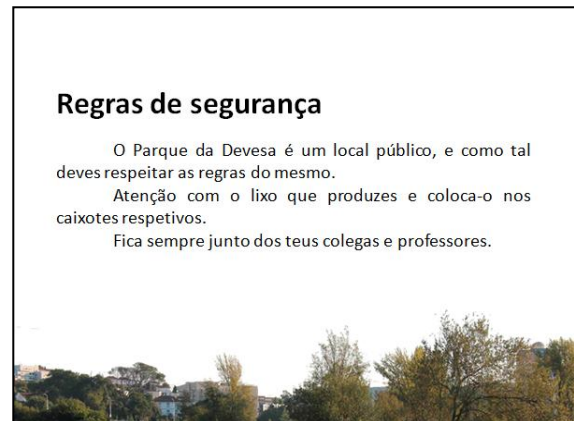 Regras de segurança
O Parque da Devesa é um local público, e como tal
deves respeitar as regras do mesmo.
Atenção com o lixo que produzes e coloca-o nos
caixotes respetivos.
Fica sempre junto dos teus colegas e professores.